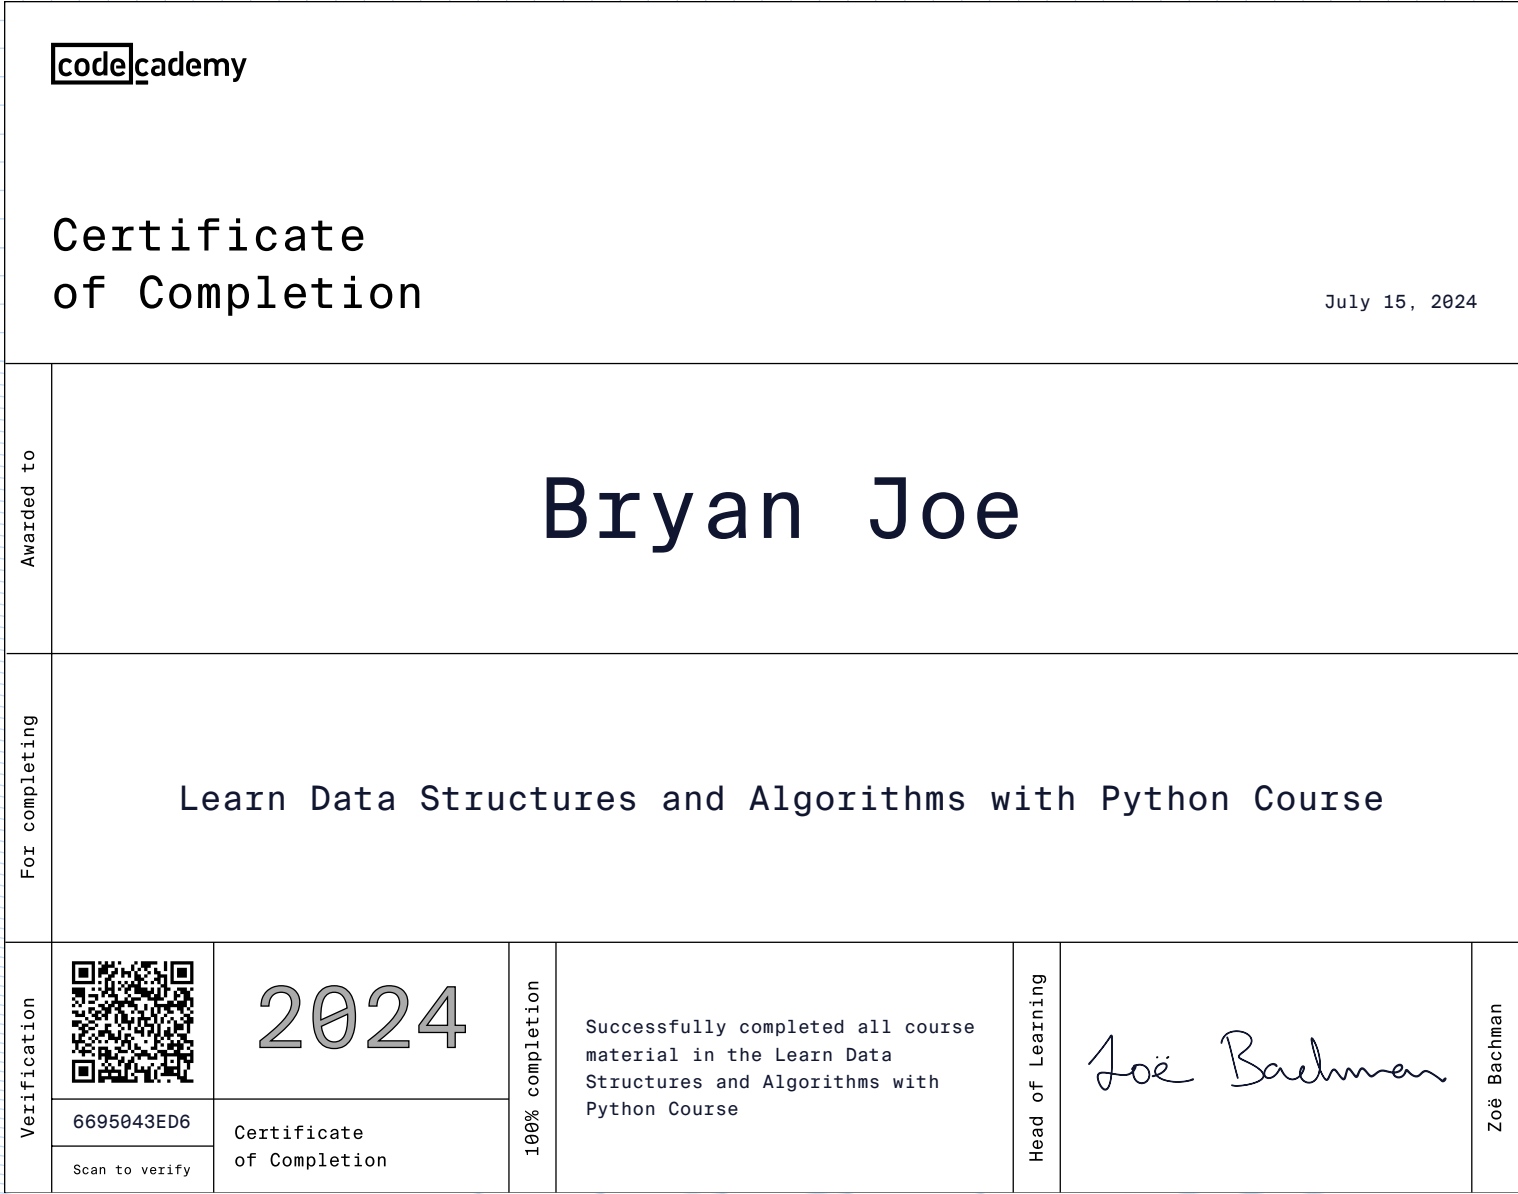 codecademy
Certificate
of Completion
July 15, 2024
Awarded to
Bryan Joe
For completing
Learn Data Structures and Algorithms with Python Course
Verification
6695043ED6
Scan to verify
2024
Certificate
of Completion
100% completion
Successfully completed all course
material in the Learn Data
Structures and Algorithms with
Python Course
Head of Learning
Zoë Bachman
Zoë Bachman